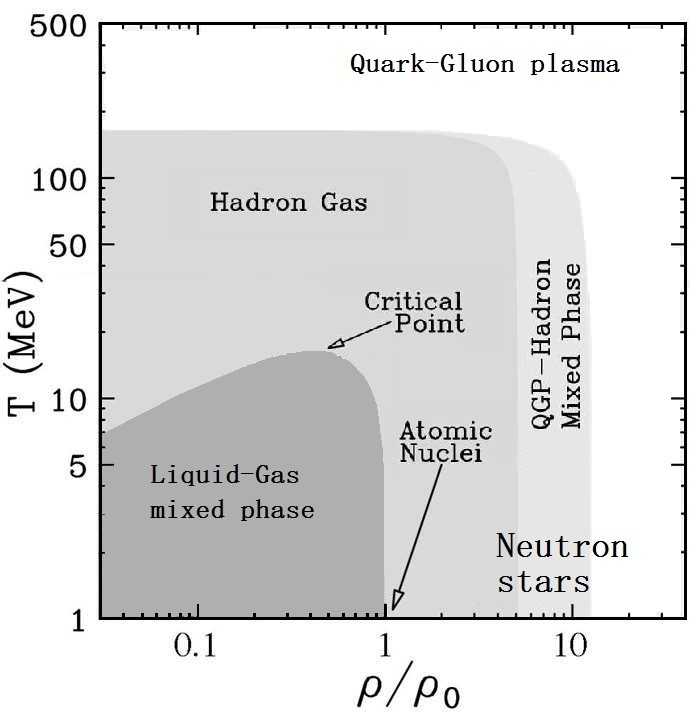 500
Quark-Gluon plasma
100
Hadron Gas
50
T (MeV)
Critical
Point
QGP-Hadron
Mixed Phase
10
Atomic
Nuclei
5
Liquid-Gas
mixed phase
Neutron
stars
1
0.1
1
10
ρ/ρ0